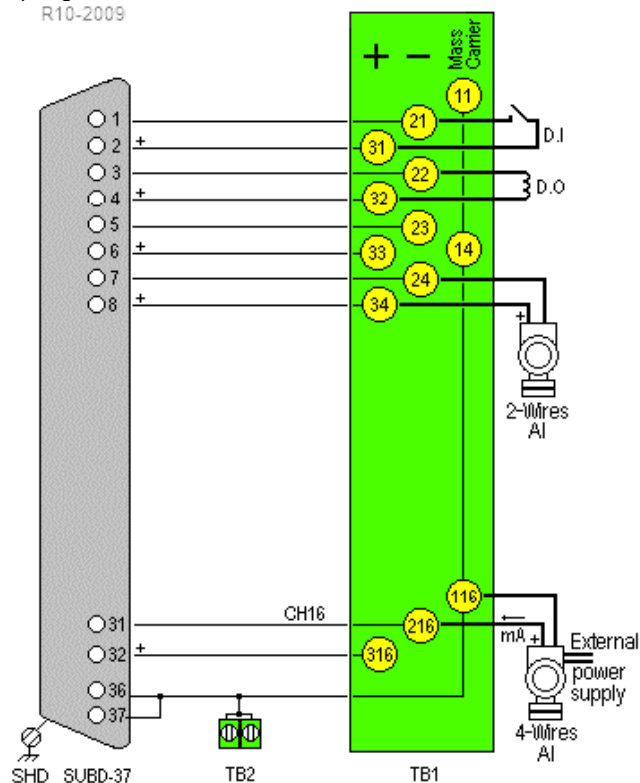 R10-2009
+ − Mass Carrier
11
1 21
D.I
2 + 31
3 22
D.O
4 + 32
5 23
6 + 33 14
7 24
8 + 34
+
2-Wires
AI
116
31 CH16 216
mA +
External
power
supply
32 + 316
36
37
4-Wires
AI
SHD SUBD-37 TB2 TB1